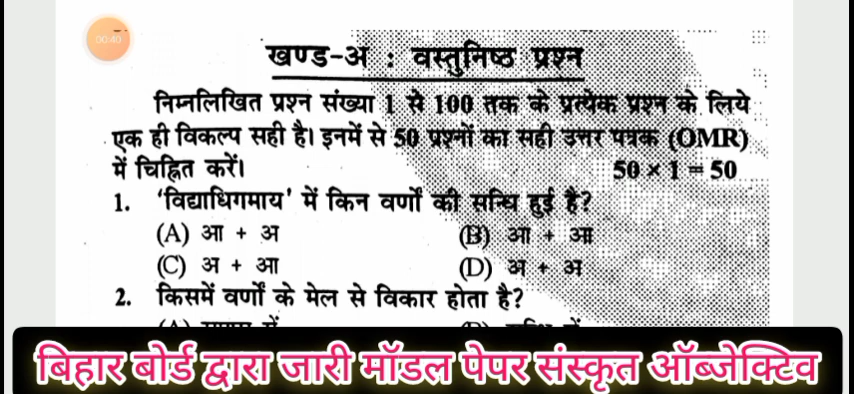 00:40
खण्ड-अ : वस्तुनिष्ठ प्रश्न
निम्नलिखित प्रश्न संख्या 1 से 100 तक के प्रत्येक प्रश्न के लिये
एक ही विकल्प सही है। इनमें से 50 प्रश्नों का सही उत्तर पत्रक (OMR)
में चिह्नित करें। 50 × 1 = 50
1. 'विद्याधिगमाय' में किन वर्णों की सन्धि हुई है?
(A) आ + अ (B) आ + आ
(C) अ + आ (D) अ + अ
2. किसमें वर्णों के मेल से विकार होता है?
बिहार बोर्ड द्वारा जारी मॉडल पेपर संस्कृत ऑब्जेक्टिव